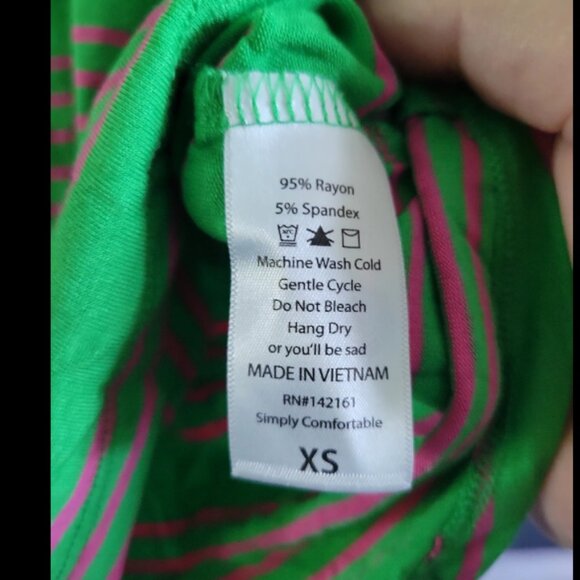 95% Rayon
5% Spandex
30°C
Machine Wash Cold
Gentle Cycle
Do Not Bleach
Hang Dry
or you'll be sad
MADE IN VIETNAM
RN#142161
Simply Comfortable
XS